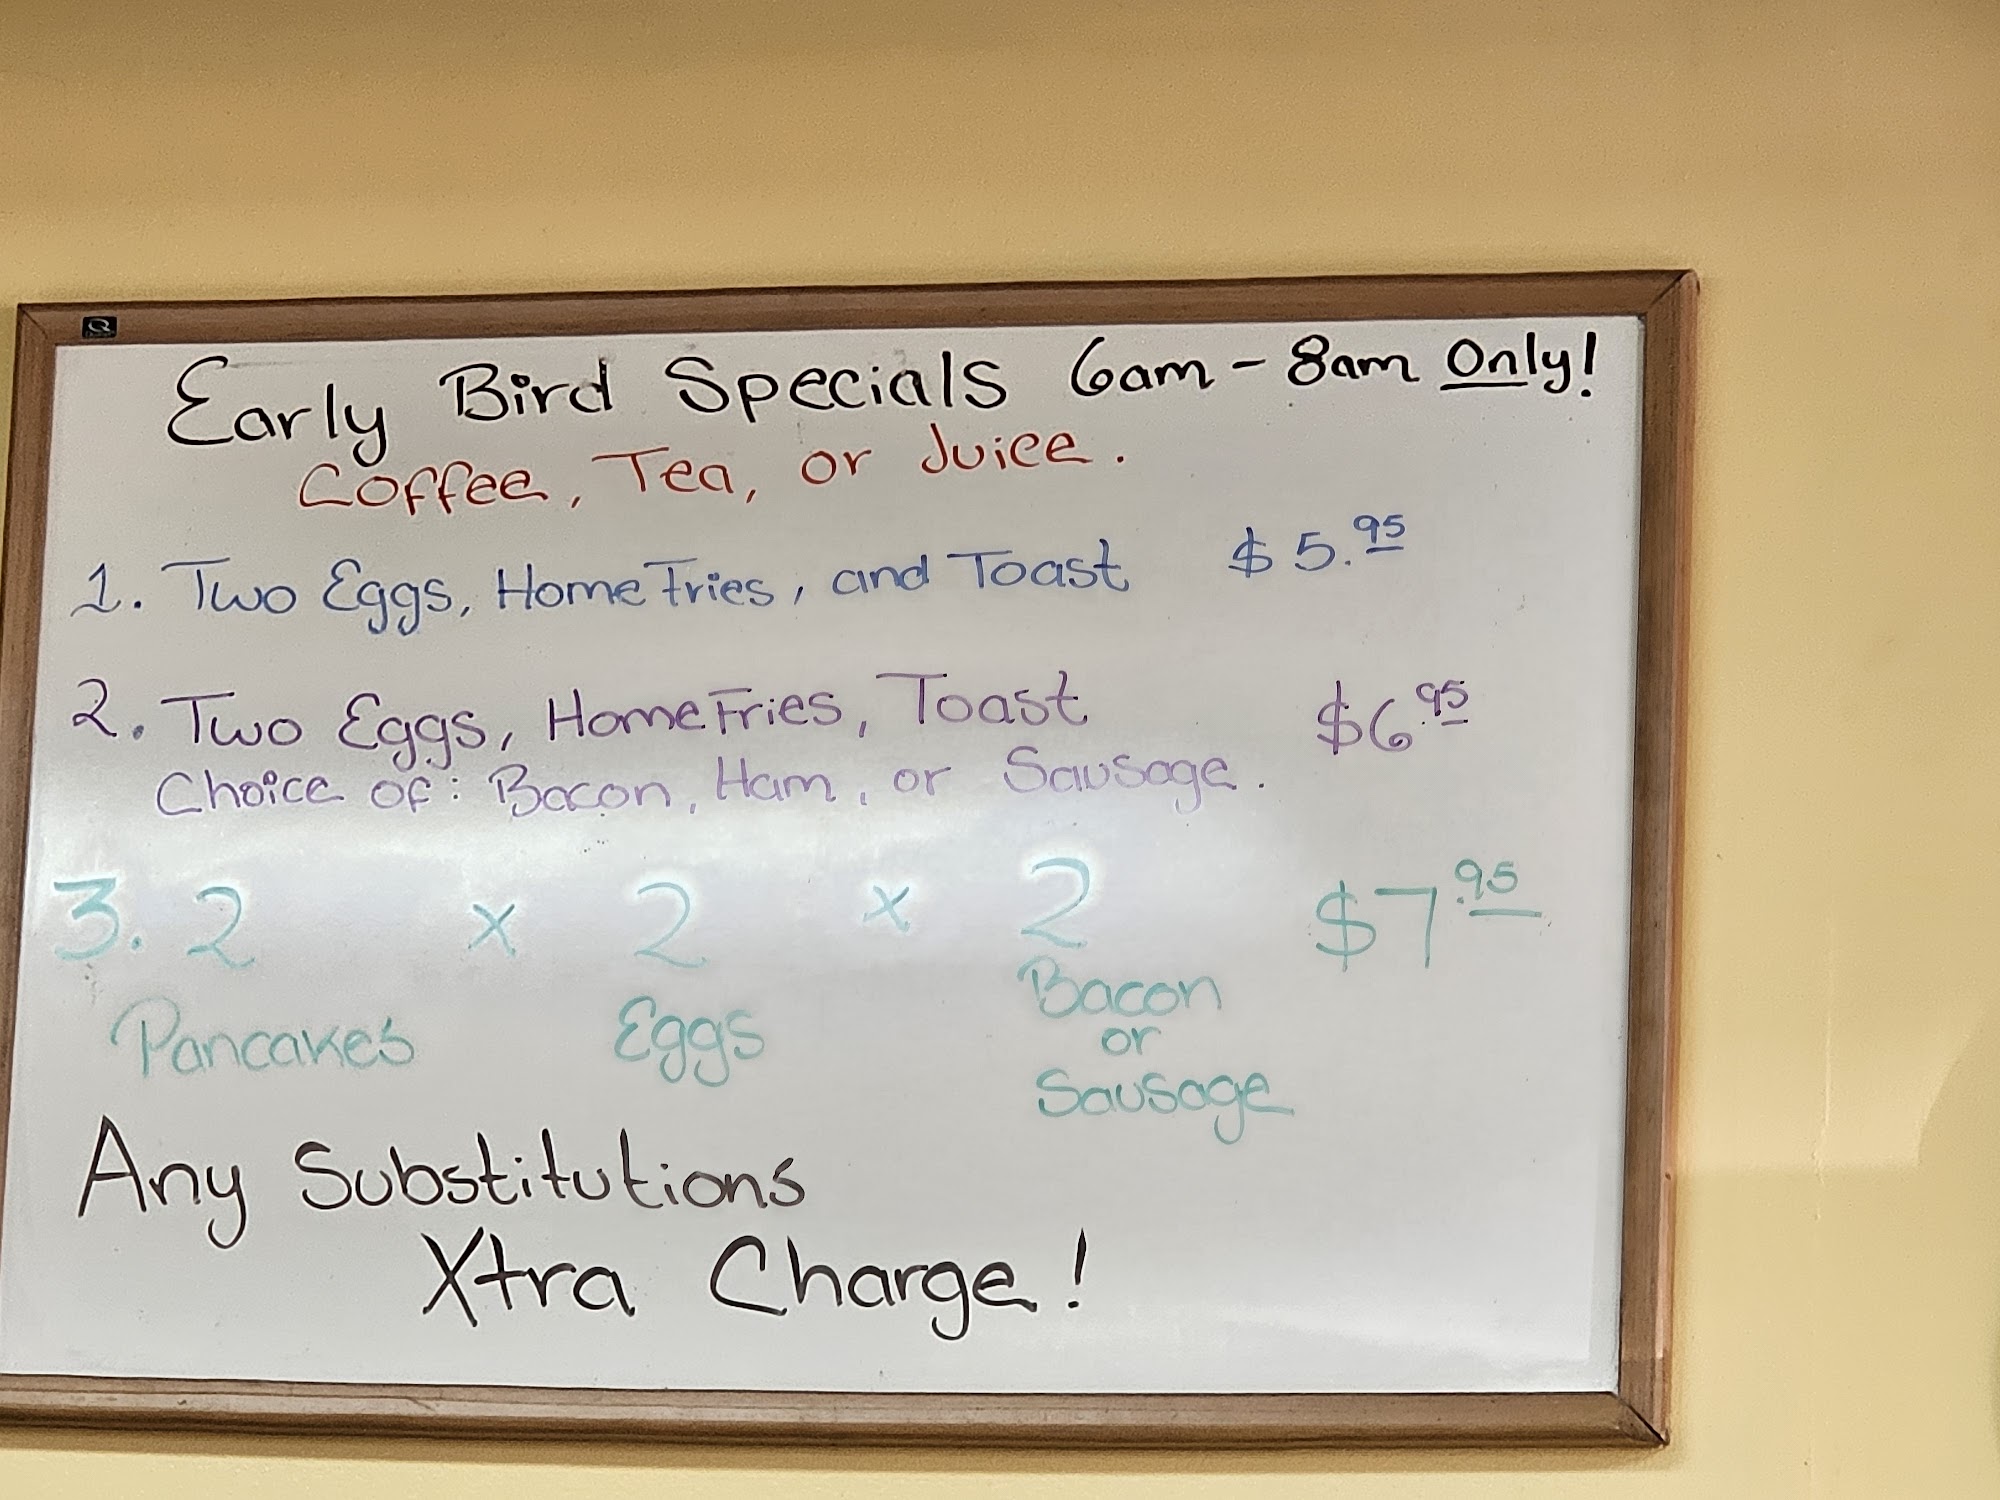 Early Bird Specials 6am - 8am Only!
Coffee, Tea, or Juice.
1. Two Eggs, Home Fries, and Toast $5.95
2. Two Eggs, Home Fries, Toast $6.95
Choice of: Bacon, Ham, or Sausage.
3. 2 x 2 x 2 $7.95
Pancakes Eggs Bacon
or
Sausage
Any Substitutions
Xtra Charge!